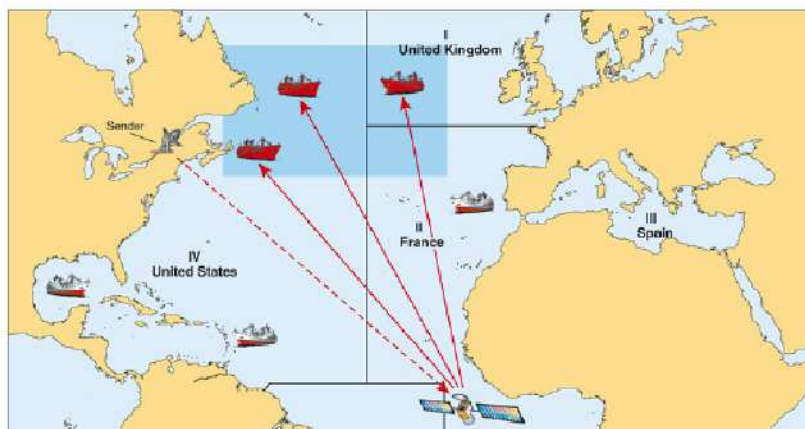 I
United Kingdom
Sender
II
France
III
Spain
IV
United States